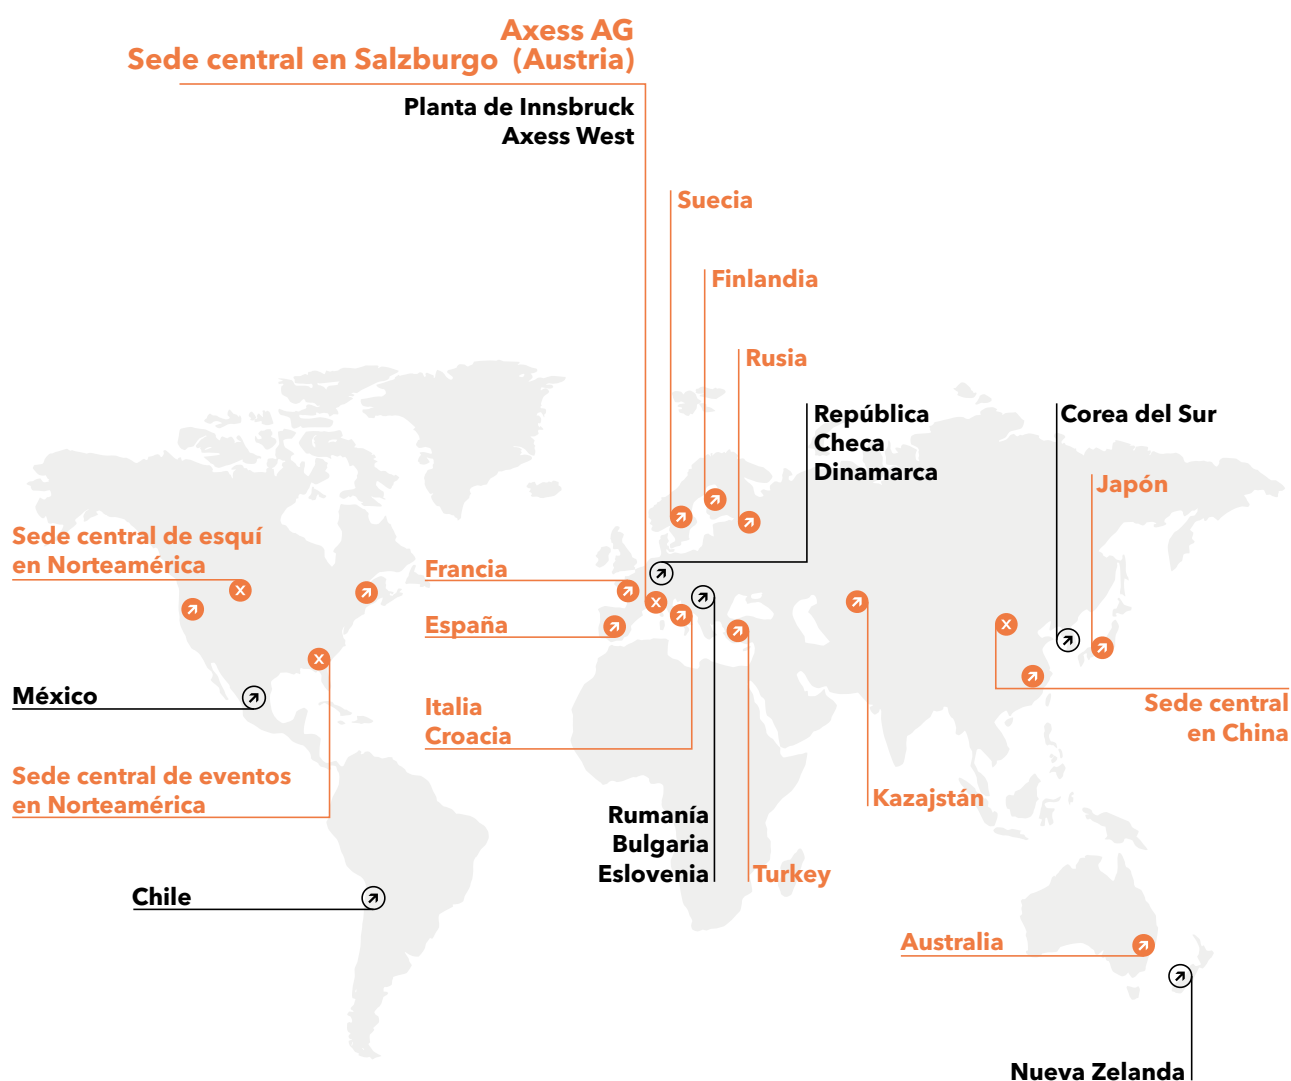 Axess AG
Sede central en Salzburgo (Austria)
Planta de Innsbruck
Axess West
Suecia
Finlandia
Rusia
República
Checa
Dinamarca
Corea del Sur
Japón
Sede central de esquí
en Norteamérica
Francia
España
México
Italia
Croacia
Sede central
en China
Sede central de eventos
en Norteamérica
Kazajstán
Rumanía
Bulgaria
Eslovenia
Turkey
Chile
Australia
Nueva Zelanda